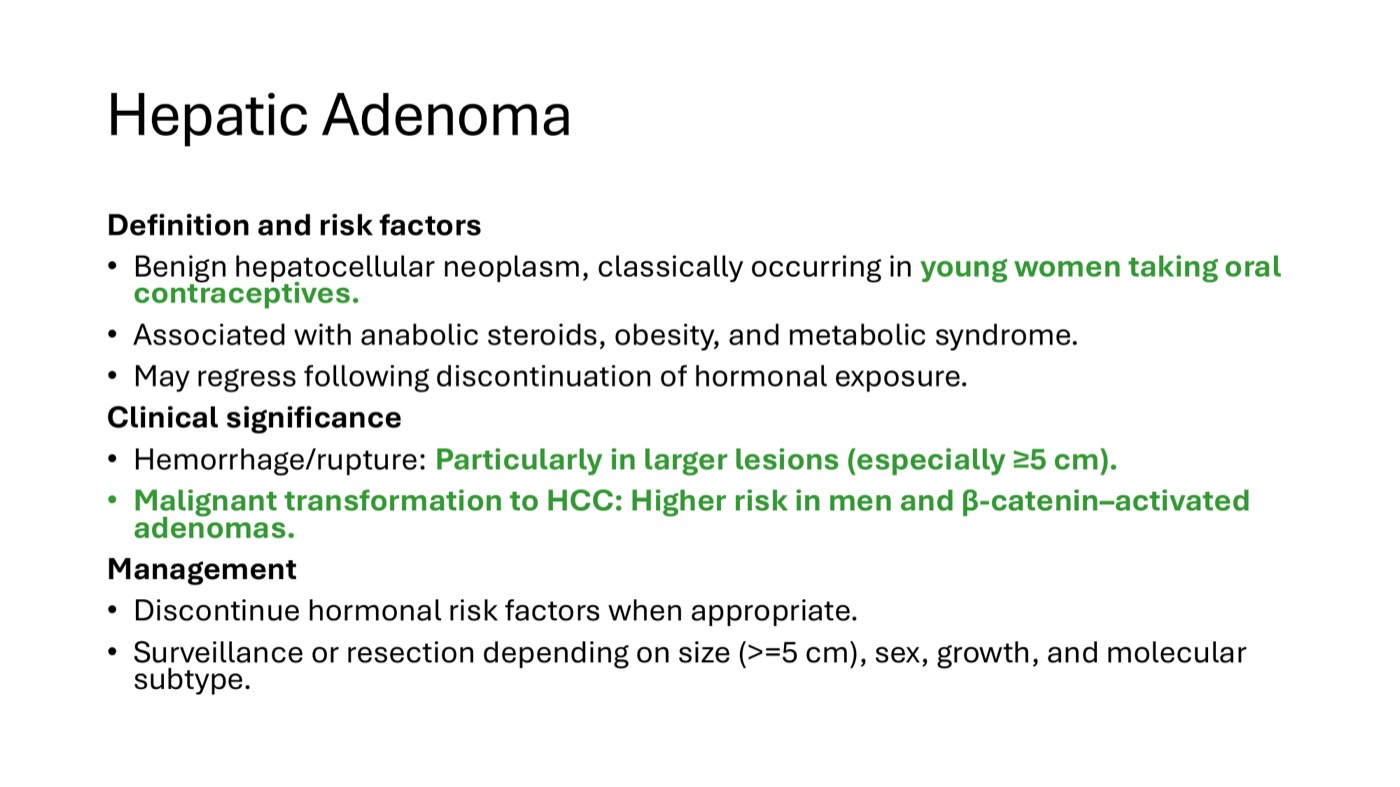 Hepatic Adenoma
Definition and risk factors
• Benign hepatocellular neoplasm, classically occurring in young women taking oral
contraceptives.
• Associated with anabolic steroids, obesity, and metabolic syndrome.
• May regress following discontinuation of hormonal exposure.
Clinical significance
• Hemorrhage/rupture: Particularly in larger lesions (especially ≥5 cm).
• Malignant transformation to HCC: Higher risk in men and β-catenin–activated
adenomas.
Management
• Discontinue hormonal risk factors when appropriate.
• Surveillance or resection depending on size (>=5 cm), sex, growth, and molecular
subtype.